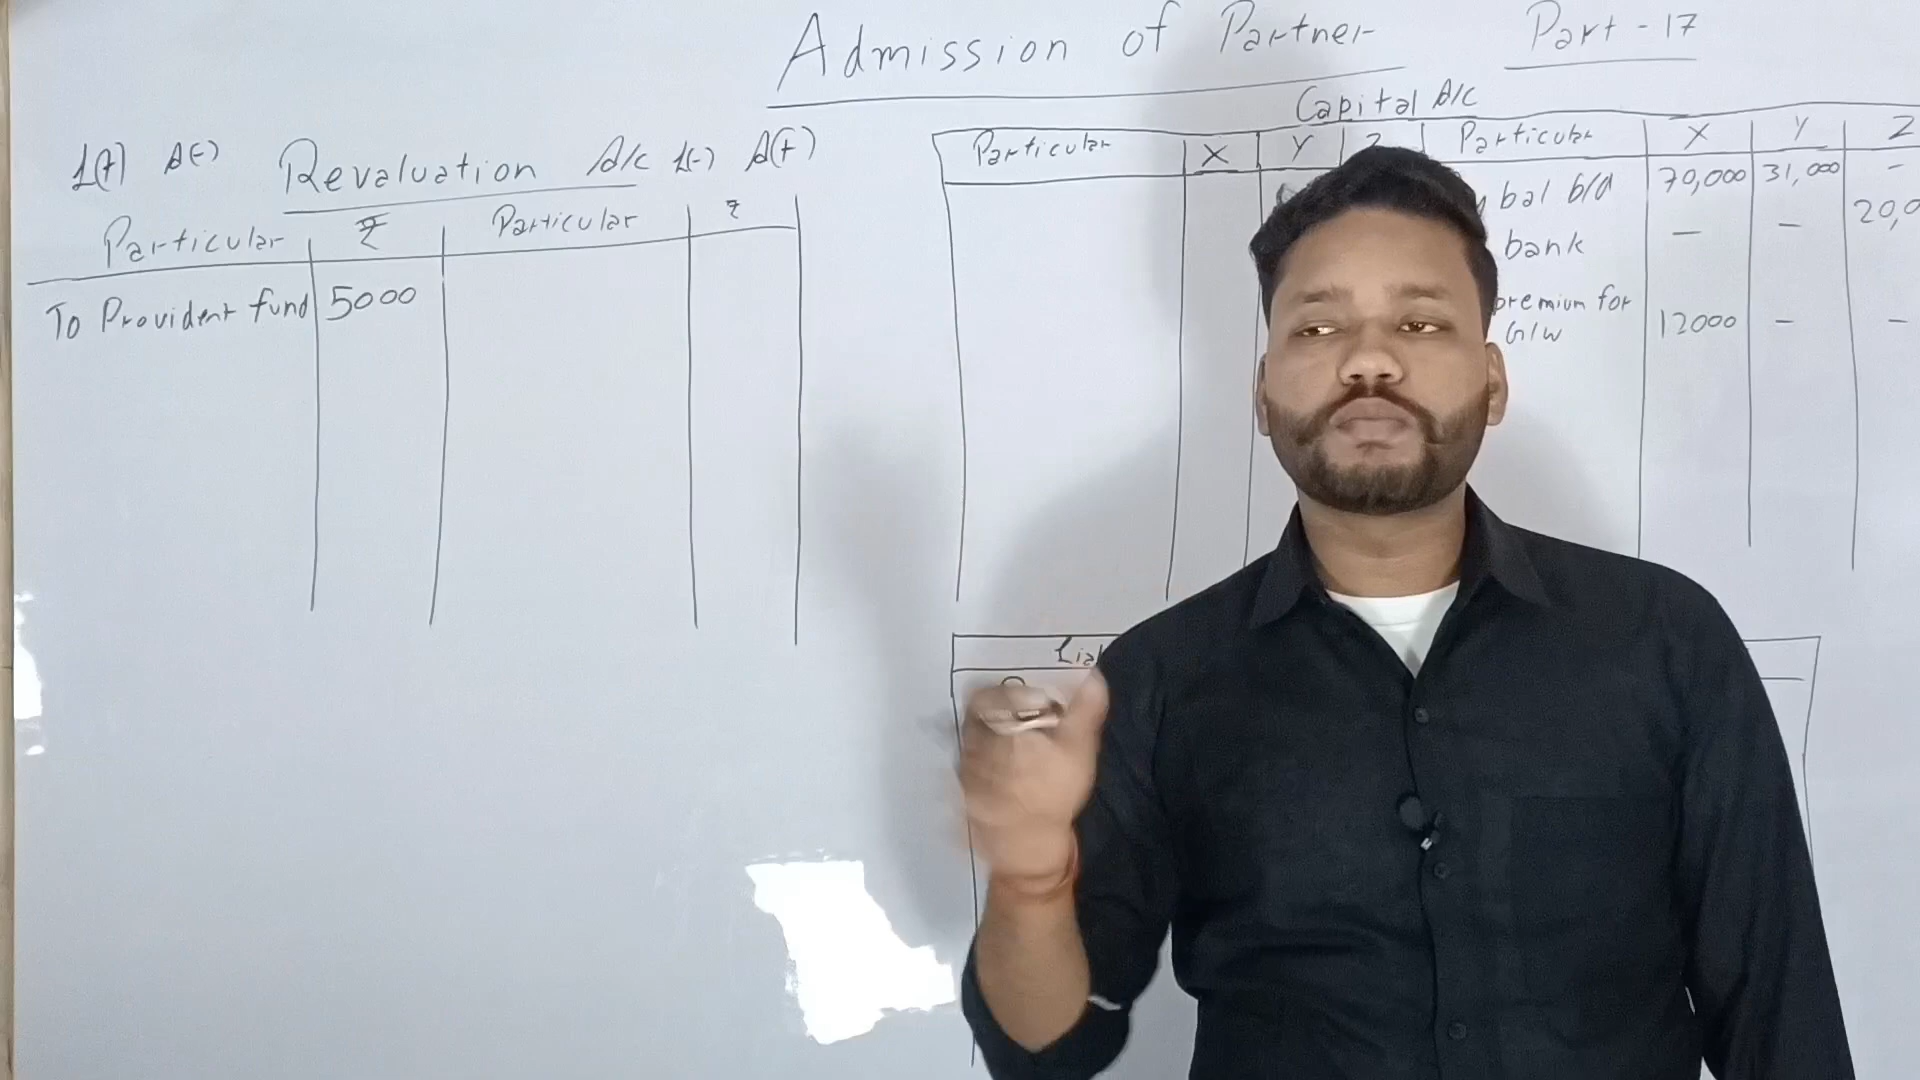 Admission of Partner Part - 17
L(+) A(-) Revaluation A/c L(-) A(+)
Particular ₹ Particular ₹
To Provident fund 5000
Capital A/c
Particular X Y Z Particular X Y Z
bal b/d 70,000 31,000 -
bank - - 20,0
premium for
G/W 12000 - -